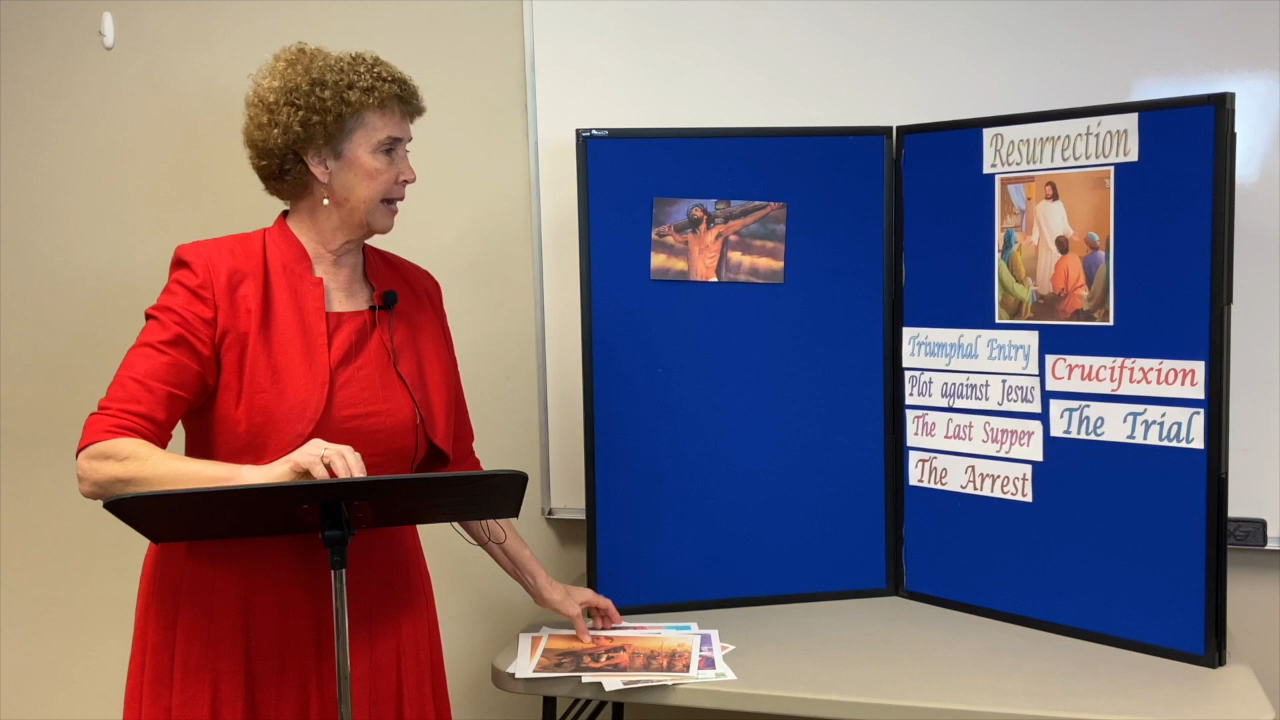 Resurrection
Triumphal Entry
Plot against Jesus
The Last Supper
The Arrest
Crucifixion
The Trial